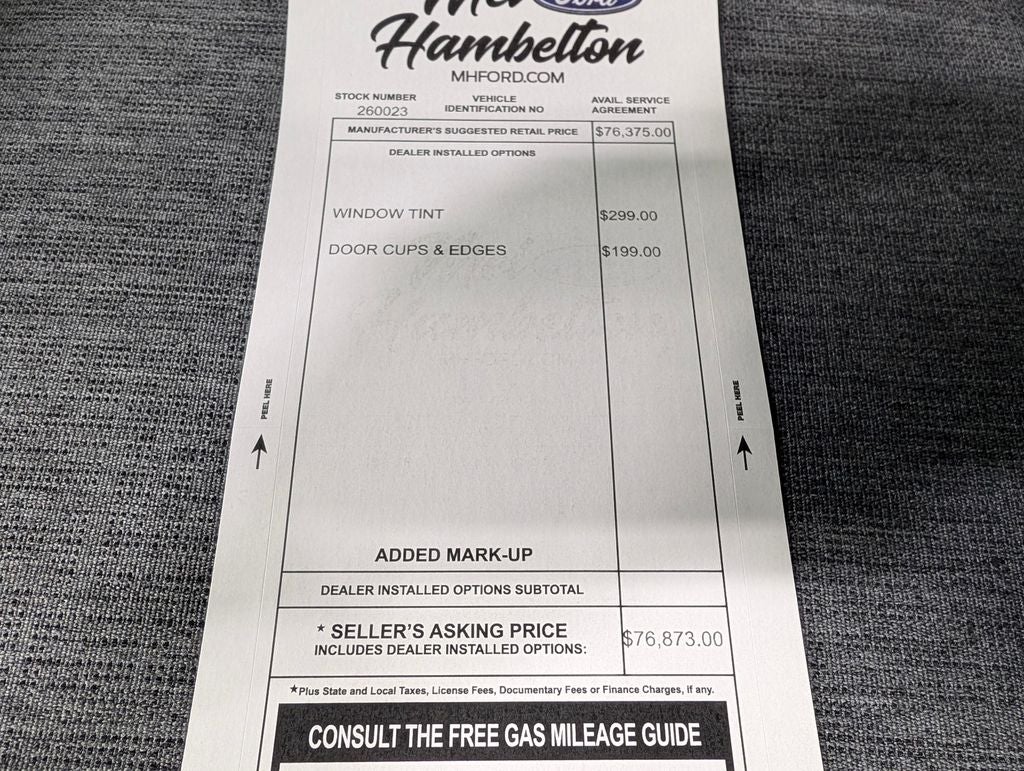 Mel Ford
Hambelton
MHFORD.COM
STOCK NUMBER
260023
VEHICLE
IDENTIFICATION NO
AVAIL. SERVICE
AGREEMENT
MANUFACTURER'S SUGGESTED RETAIL PRICE $76,375.00
DEALER INSTALLED OPTIONS
WINDOW TINT $299.00
DOOR CUPS & EDGES $199.00
PEEL HERE
PEEL HERE
ADDED MARK-UP
DEALER INSTALLED OPTIONS SUBTOTAL
* SELLER'S ASKING PRICE
INCLUDES DEALER INSTALLED OPTIONS:
$76,873.00
*Plus State and Local Taxes, License Fees, Documentary Fees or Finance Charges, if any.
CONSULT THE FREE GAS MILEAGE GUIDE